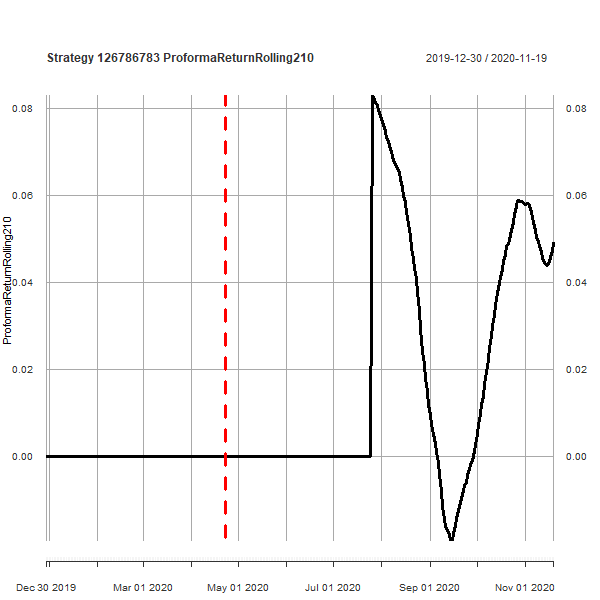 Strategy 126786783 ProformaReturnRolling210
2019-12-30 / 2020-11-19
0.08 0.08
0.06 0.06
0.04 0.04
0.02 0.02
0.00 0.00
ProformaReturnRolling210
Dec 30 2019 Mar 01 2020 May 01 2020 Jul 01 2020 Sep 01 2020 Nov 01 2020